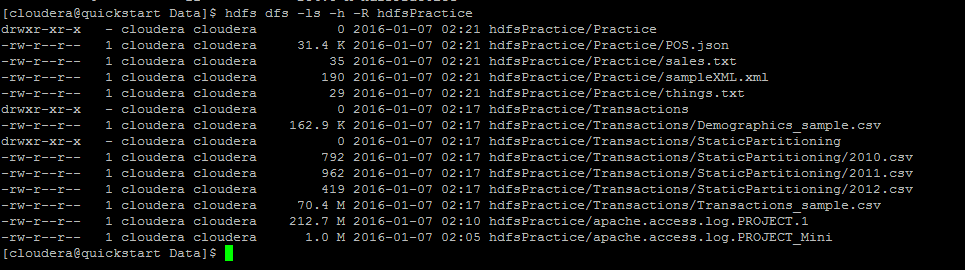 [cloudera@quickstart Data]$ hdfs dfs -ls -h -R hdfsPractice
drwxr-xr-x   - cloudera cloudera          0 2016-01-07 02:21 hdfsPractice/Practice
-rw-r--r--   1 cloudera cloudera     31.4 K 2016-01-07 02:21 hdfsPractice/Practice/POS.json
-rw-r--r--   1 cloudera cloudera         35 2016-01-07 02:21 hdfsPractice/Practice/sales.txt
-rw-r--r--   1 cloudera cloudera        190 2016-01-07 02:21 hdfsPractice/Practice/sampleXML.xml
-rw-r--r--   1 cloudera cloudera         29 2016-01-07 02:21 hdfsPractice/Practice/things.txt
drwxr-xr-x   - cloudera cloudera          0 2016-01-07 02:17 hdfsPractice/Transactions
-rw-r--r--   1 cloudera cloudera    162.9 K 2016-01-07 02:17 hdfsPractice/Transactions/Demographics_sample.csv
drwxr-xr-x   - cloudera cloudera          0 2016-01-07 02:17 hdfsPractice/Transactions/StaticPartitioning
-rw-r--r--   1 cloudera cloudera        792 2016-01-07 02:17 hdfsPractice/Transactions/StaticPartitioning/2010.csv
-rw-r--r--   1 cloudera cloudera        962 2016-01-07 02:17 hdfsPractice/Transactions/StaticPartitioning/2011.csv
-rw-r--r--   1 cloudera cloudera        419 2016-01-07 02:17 hdfsPractice/Transactions/StaticPartitioning/2012.csv
-rw-r--r--   1 cloudera cloudera     70.4 M 2016-01-07 02:17 hdfsPractice/Transactions/Transactions_sample.csv
-rw-r--r--   1 cloudera cloudera    212.7 M 2016-01-07 02:10 hdfsPractice/apache.access.log.PROJECT.1
-rw-r--r--   1 cloudera cloudera      1.0 M 2016-01-07 02:05 hdfsPractice/apache.access.log.PROJECT_Mini
[cloudera@quickstart Data]$